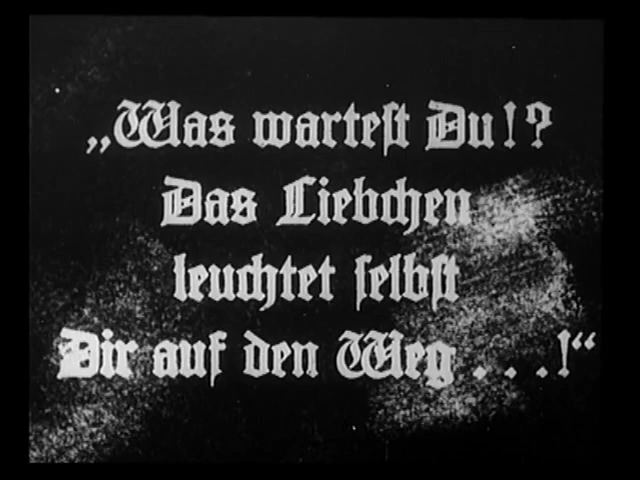 „Was wartest Du!?
Das Liebchen
leuchtet selbst
Dir auf den Weg . . .!“